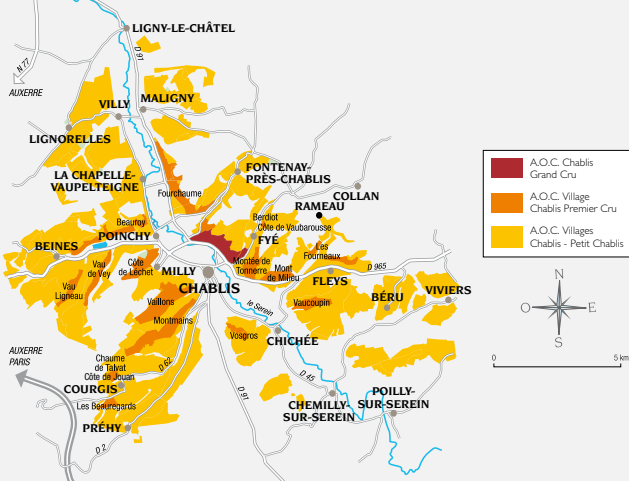 LIGNY-LE-CHÂTEL
D 91
N 77
AUXERRE
VILLY
MALIGNY
LIGNORELLES
LA CHAPELLE-
VAUPELTEIGNE
Fourchaume
FONTENAY-
PRÈS-CHABLIS
COLLAN
RAMEAU
Berdiot
Côte de Vaubarousse
Beauroy
POINCHY
FYÉ
BEINES
Les
Fourneaux
D 965
Vau
de Vey
Côte
de Léchet
MILLY
Montée de
Tonnerre
Mont
de Milieu
FLEYS
CHABLIS
Vau
Ligneau
BÉRU
VIVIERS
Vaillons
le Serein
Vaucoupin
Montmains
Vosgros
CHICHÉE
AUXERRE
PARIS
Chaume
de Talvat
Côte de Jouan
D 62
COURGIS
D 45
D 91
Les Beauregards
CHEMILLY-
SUR-SEREIN
POILLY-
SUR-SEREIN
PRÉHY
D 2
A.O.C. Chablis
Grand Cru
A.O.C. Village
Chablis Premier Cru
A.O.C. Villages
Chablis - Petit Chablis
N
O
E
S
0
5 km